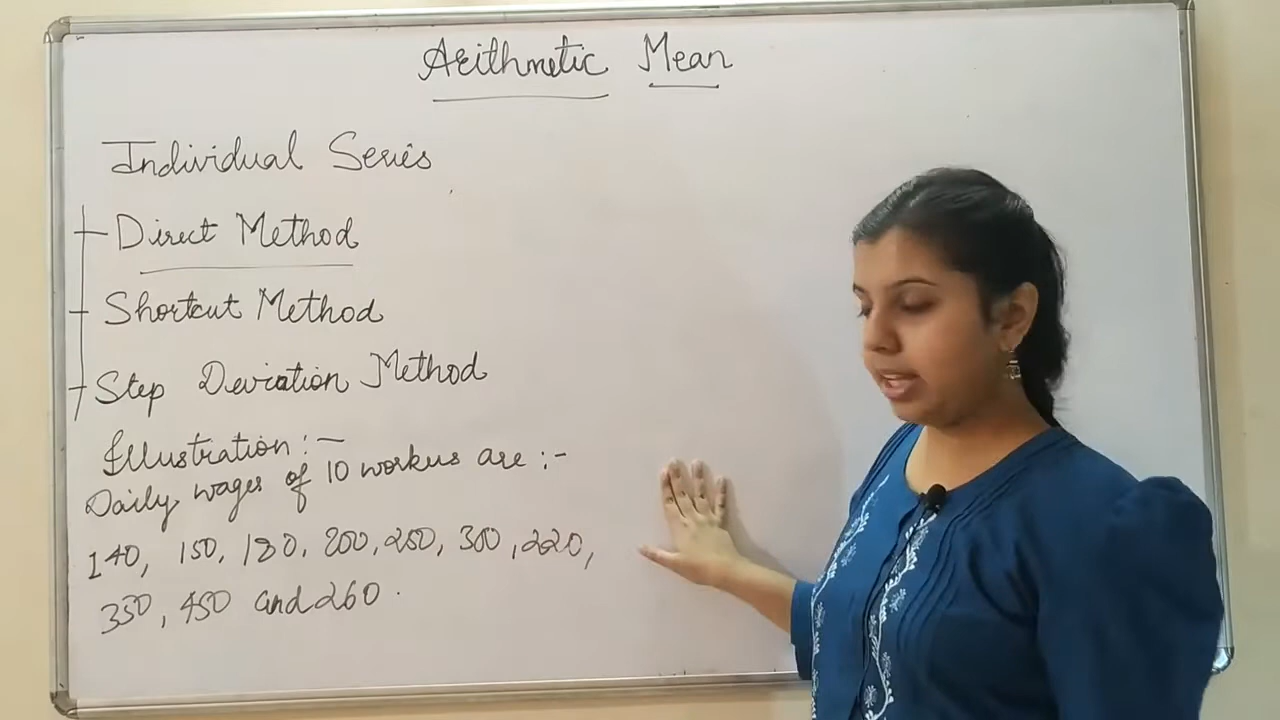 Arithmetic Mean
Individual Series
Direct Method
Shortcut Method
Step Deviation Method
Illustration :-
Daily wages of 10 workers are :-
140, 150, 180, 200, 250, 300, 220,
350, 450 and 260.